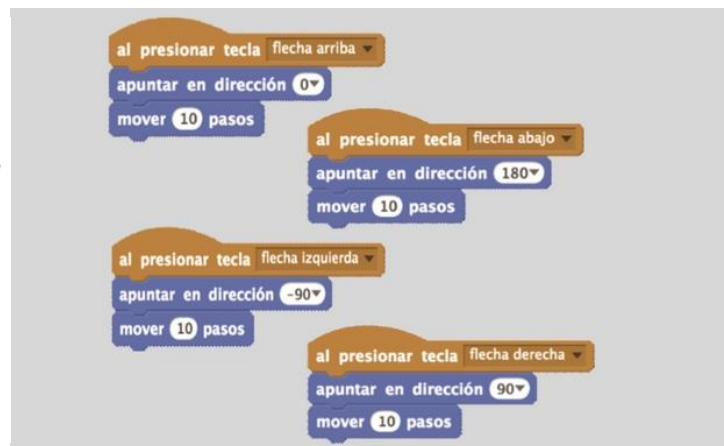 al presionar tecla flecha arriba
apuntar en dirección 0
mover 10 pasos
al presionar tecla flecha abajo
apuntar en dirección 180
mover 10 pasos
al presionar tecla flecha izquierda
apuntar en dirección -90
mover 10 pasos
al presionar tecla flecha derecha
apuntar en dirección 90
mover 10 pasos